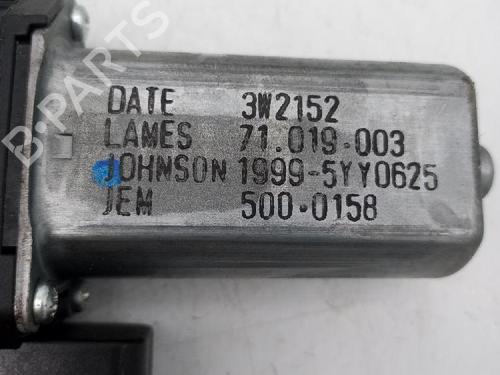 B-PARTS
DATE 3W2152
LAMES 71.019.003
JOHNSON 1999-5YY0625
JEM 500-0158